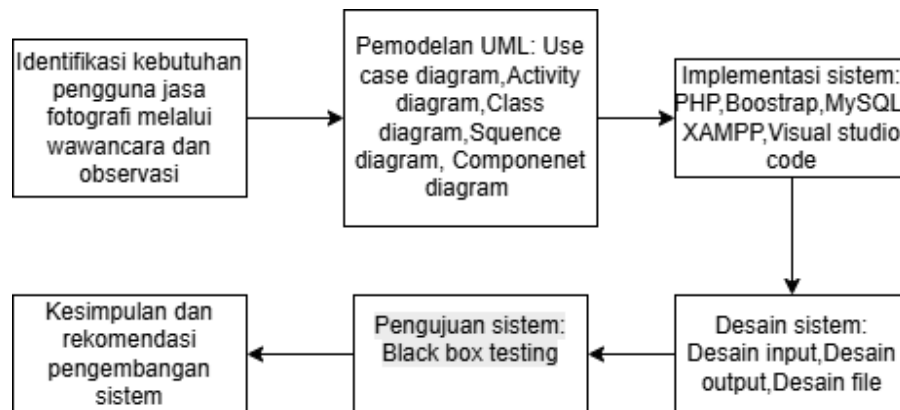 Identifikasi kebutuhan
pengguna jasa
fotografi melalui
wawancara dan
observasi
Pemodelan UML: Use
case diagram,Activity
diagram,Class
diagram,Squence
diagram, Componenet
diagram
Implementasi sistem:
PHP,Boostrap,MySQL,
XAMPP,Visual studio
code
Desain sistem:
Desain input,Desain
output,Desain file
Pengujuan sistem:
Black box testing
Kesimpulan dan
rekomendasi
pengembangan
sistem